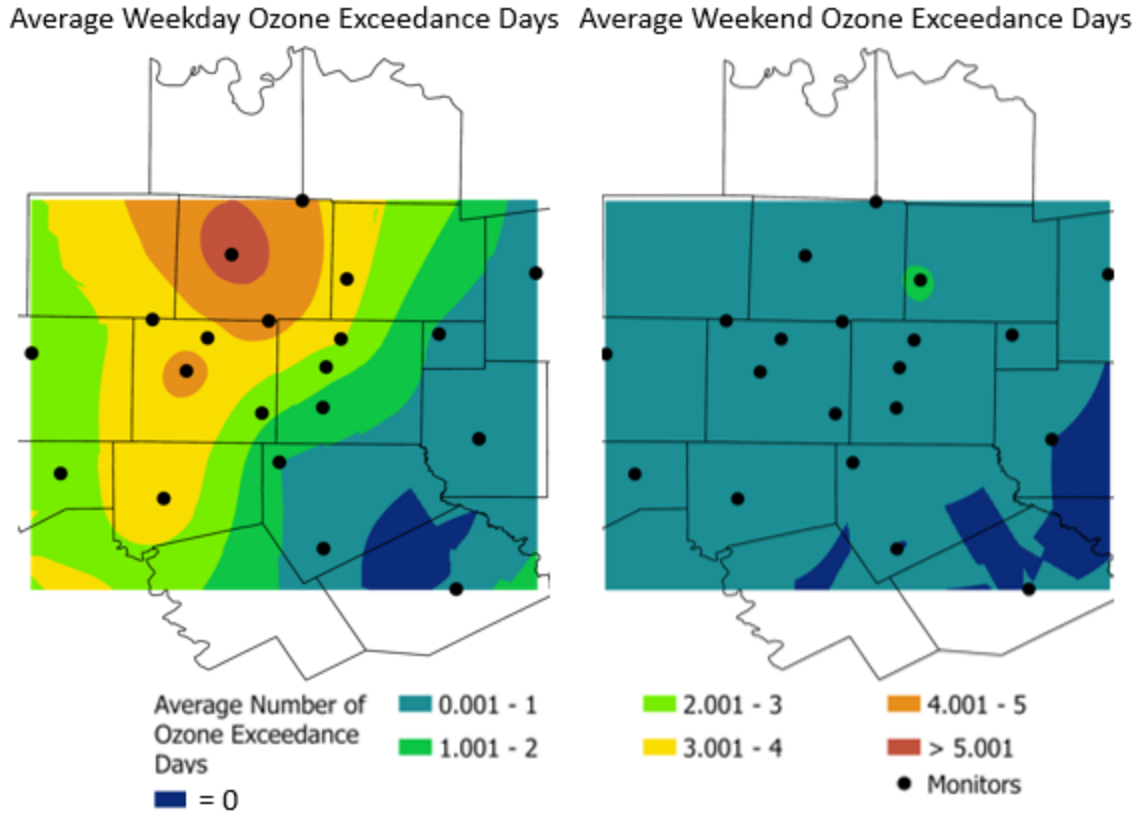 Average Weekday Ozone Exceedance Days
Average Weekend Ozone Exceedance Days
Average Number of
Ozone Exceedance
Days
= 0
0.001 - 1
1.001 - 2
2.001 - 3
3.001 - 4
4.001 - 5
> 5.001
Monitors